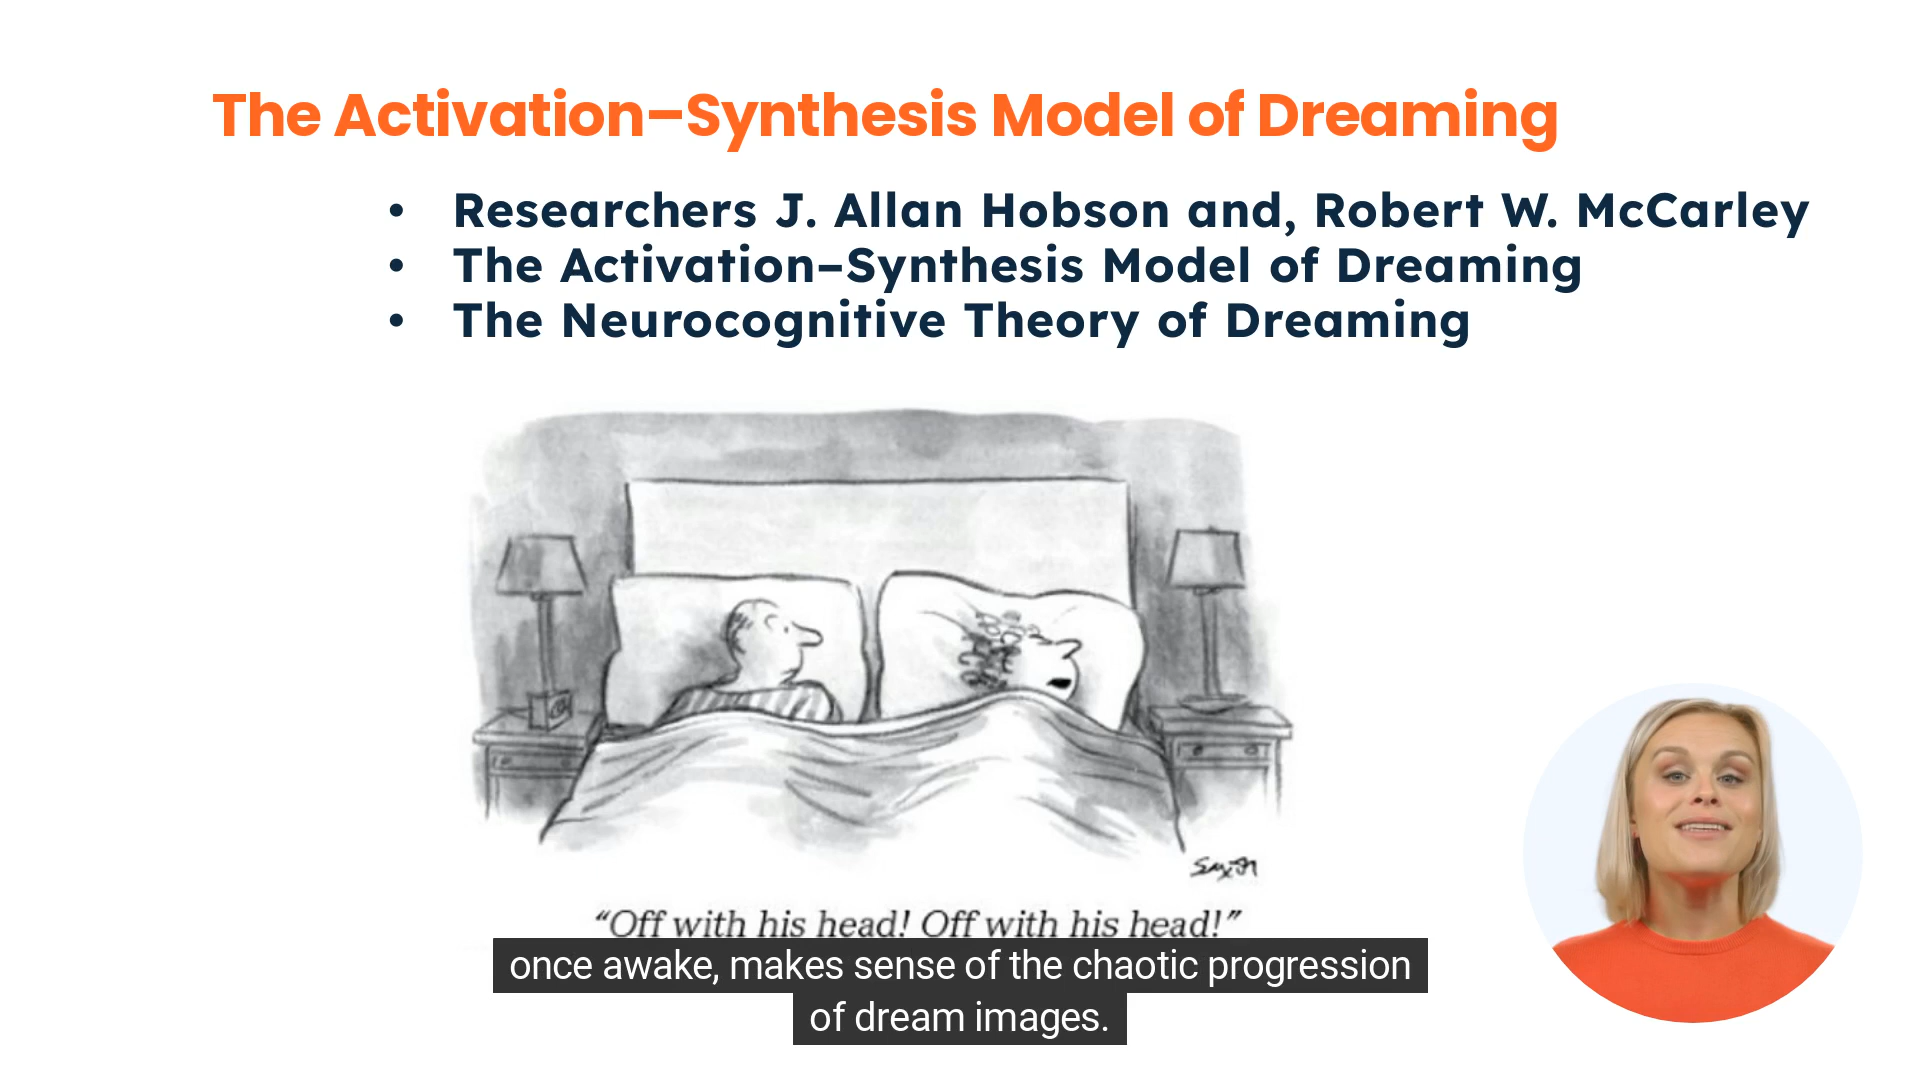 The Activation–Synthesis Model of Dreaming
• Researchers J. Allan Hobson and, Robert W. McCarley
• The Activation–Synthesis Model of Dreaming
• The Neurocognitive Theory of Dreaming
“Off with his head! Off with his head!”
once awake, makes sense of the chaotic progression
of dream images.